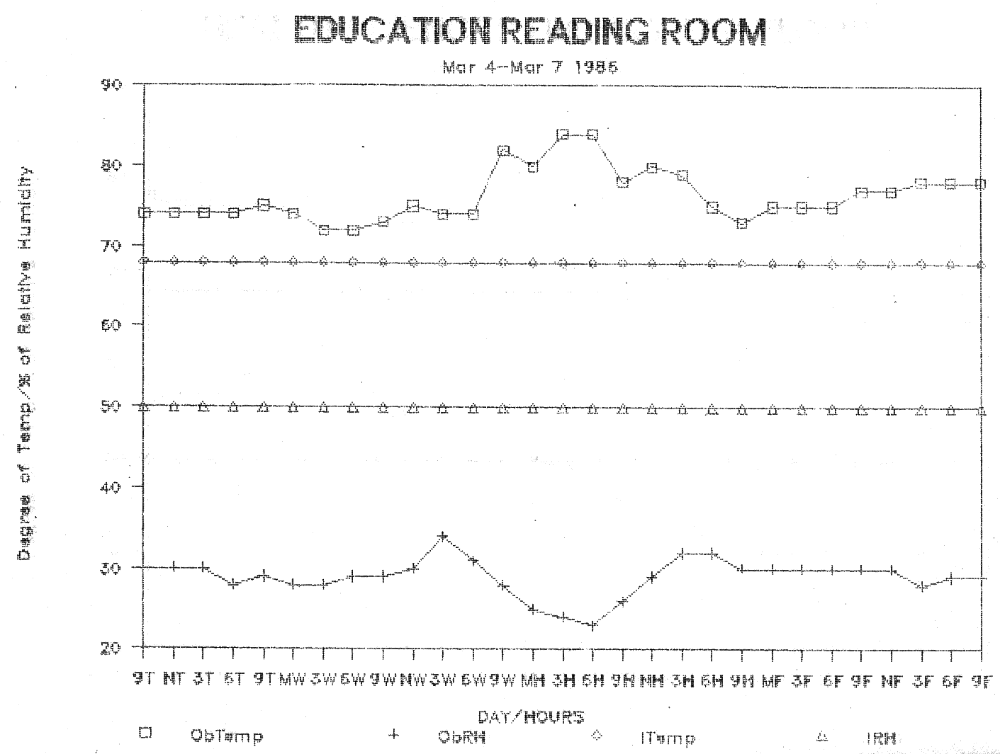 EDUCATION READING ROOM
Mar 4-Mar 7 1986
Degree of Temp/% of Relative Humidity
90
80
70
60
50
40
30
20
9T NT 3T 6T 9T MW 3W 6W 9W NW 3W 6W 9W MH 3H 6H 9H NH 3H 6H 9H MF 3F 6F 9F NF 3F 6F 9F
DAY/HOURS
ObTemp ObRH ITemp IRH